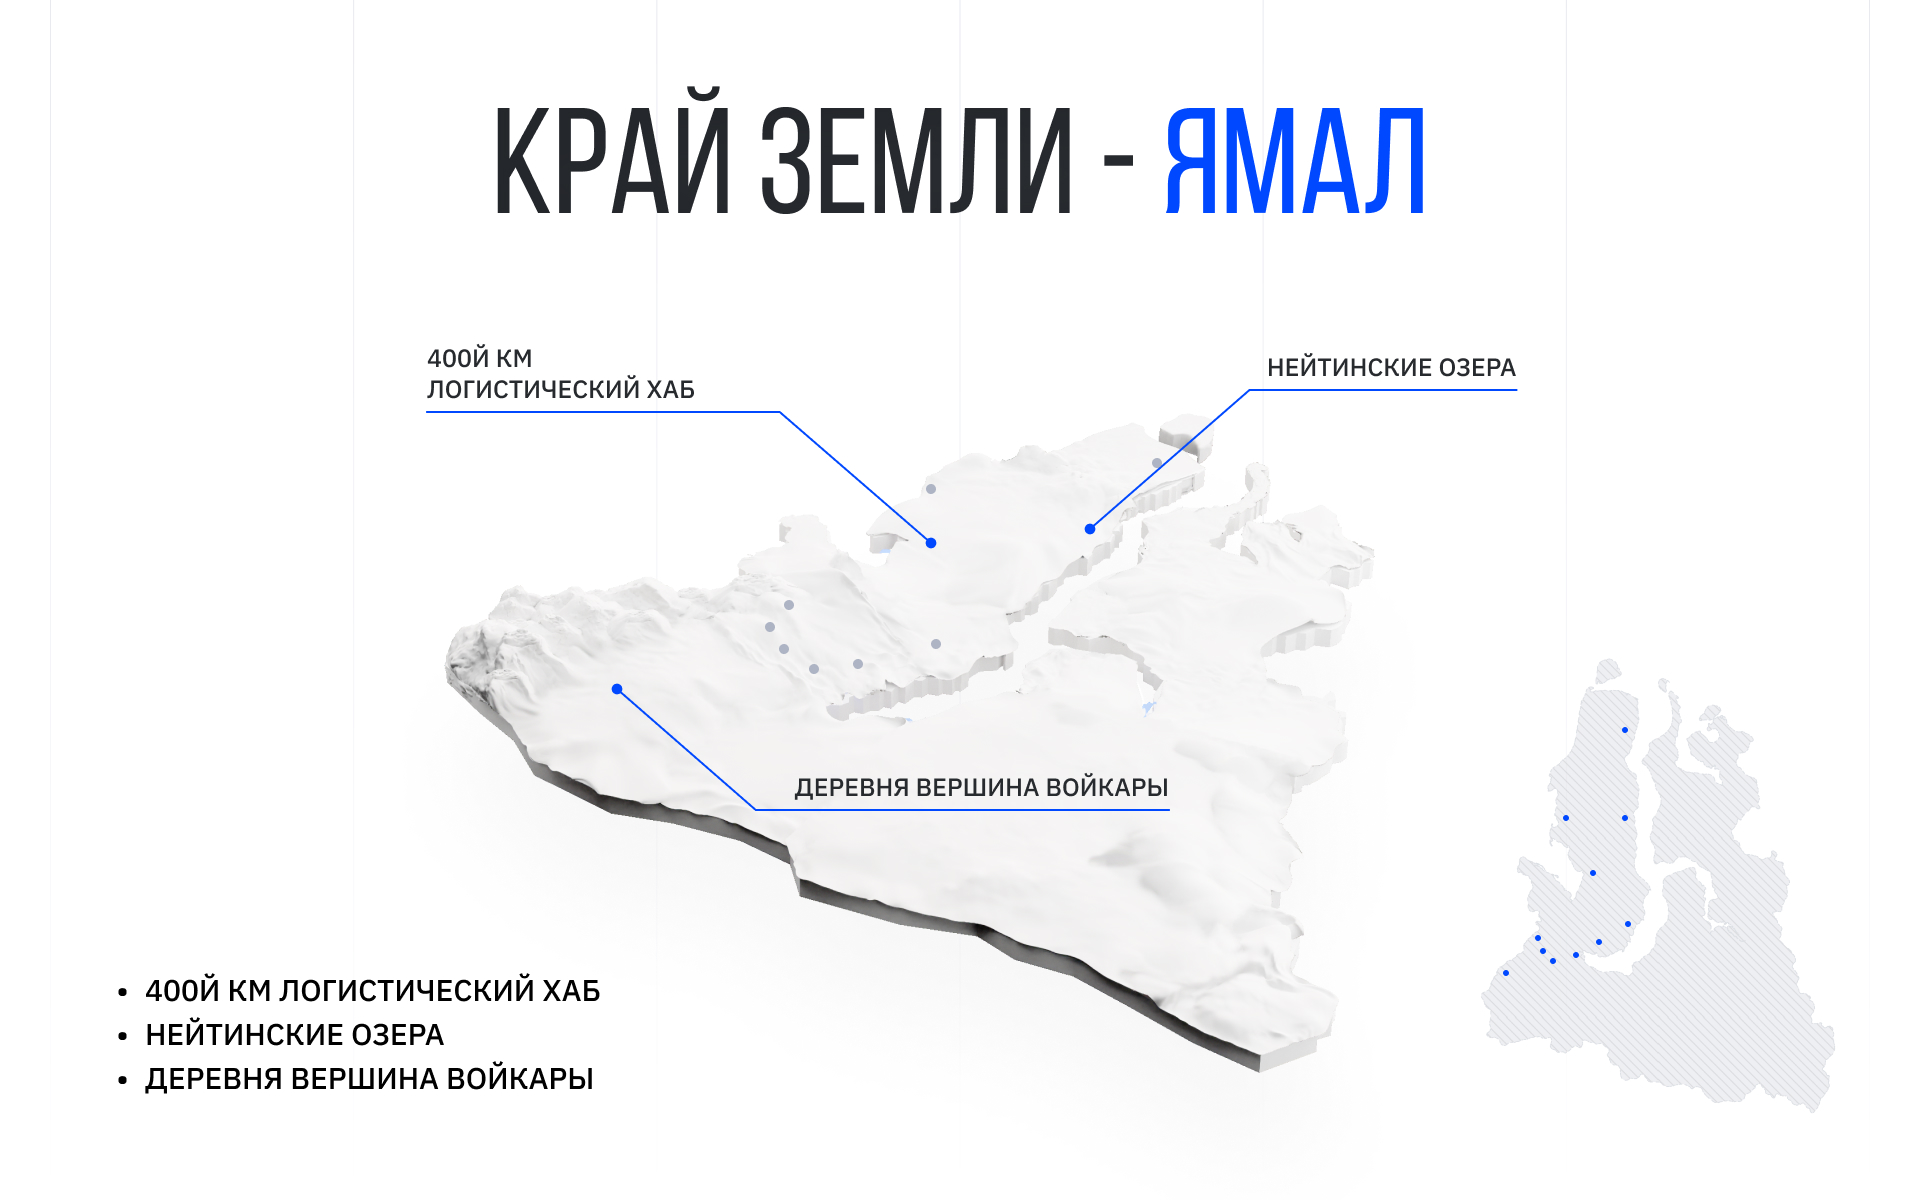 КРАЙ ЗЕМЛИ - ЯМАЛ
400Й КМ
ЛОГИСТИЧЕСКИЙ ХАБ
НЕЙТИНСКИЕ ОЗЕРА
ДЕРЕВНЯ ВЕРШИНА ВОЙКАРЫ
• 400Й КМ ЛОГИСТИЧЕСКИЙ ХАБ
• НЕЙТИНСКИЕ ОЗЕРА
• ДЕРЕВНЯ ВЕРШИНА ВОЙКАРЫ